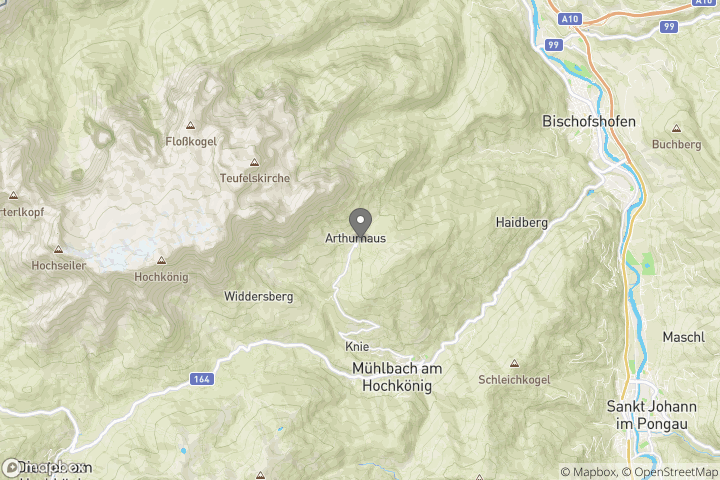 A10
A10
99
99
Bischofshofen
Floßkogel
Buchberg
Teufelskirche
Haidberg
Arthurhaus
Hochseiler
Hochkönig
Widdersberg
Maschl
Knie
Mühlbach am
Hochkönig
164
Schleichkogel
Sankt Johann
im Pongau
mapbox
© Mapbox, © OpenStreetMap